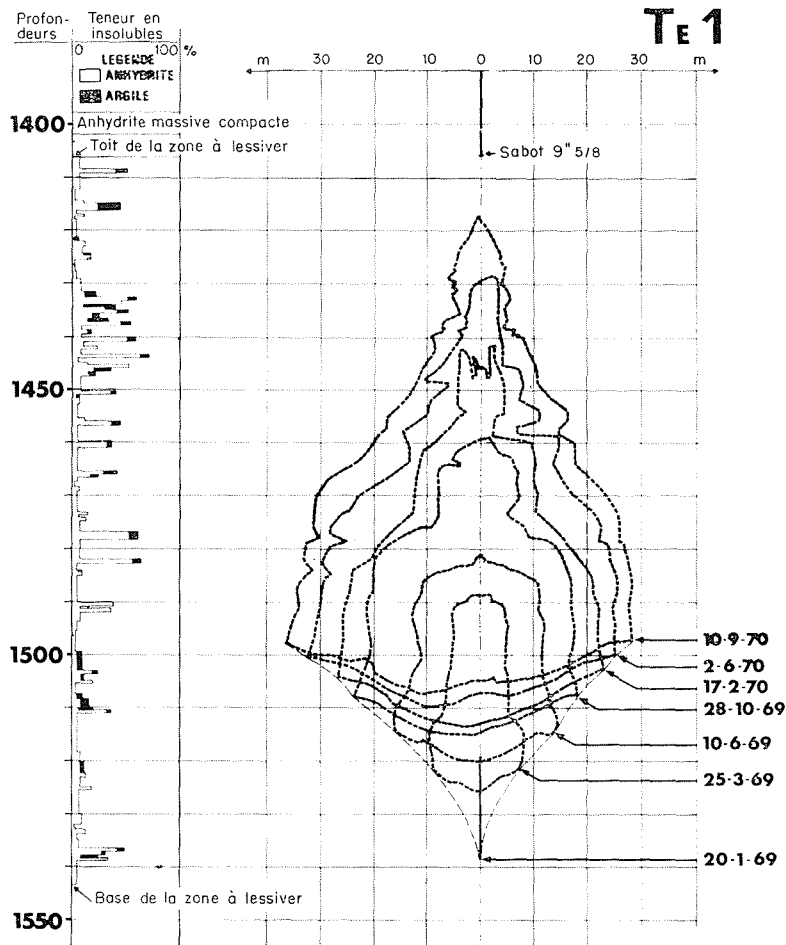 Profon-
deurs
Teneur en
insolubles
0 100 %
LEGENDE
ANHYDRITE
ARGILE
TE 1
m 30 20 10 0 10 20 30 m
1400
Anhydrite massive compacte
Toit de la zone à lessiver
Sabot 9" 5/8
1450
1500
10-9-70
2-6-70
17-2-70
28-10-69
10-6-69
25-3-69
20-1-69
Base de la zone à lessiver
1550